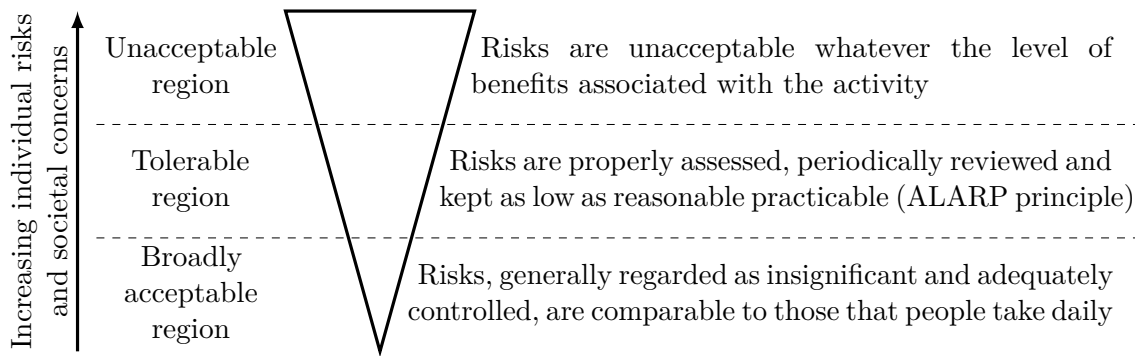 Increasing individual risks
and societal concerns
Unacceptable
region
Risks are unacceptable whatever the level of
benefits associated with the activity
Tolerable
region
Risks are properly assessed, periodically reviewed and
kept as low as reasonable practicable (ALARP principle)
Broadly
acceptable
region
Risks, generally regarded as insignificant and adequately
controlled, are comparable to those that people take daily